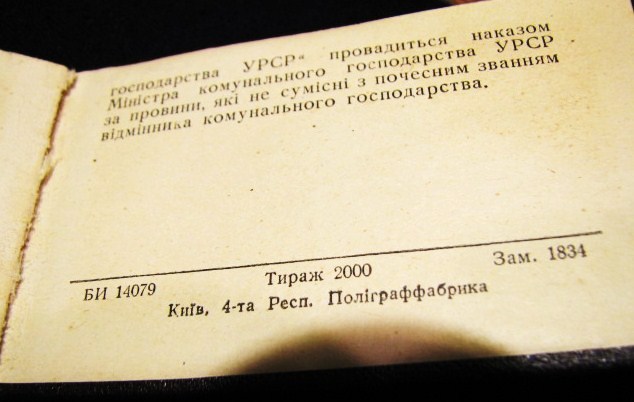 господарства УРСР" провадиться наказом
Міністра комунального господарства УРСР
за провини, які не сумісні з почесним званням
відмінника комунального господарства.
БИ 14079 Тираж 2000 Зам. 1834
Київ, 4-та Респ. Поліграффабрика